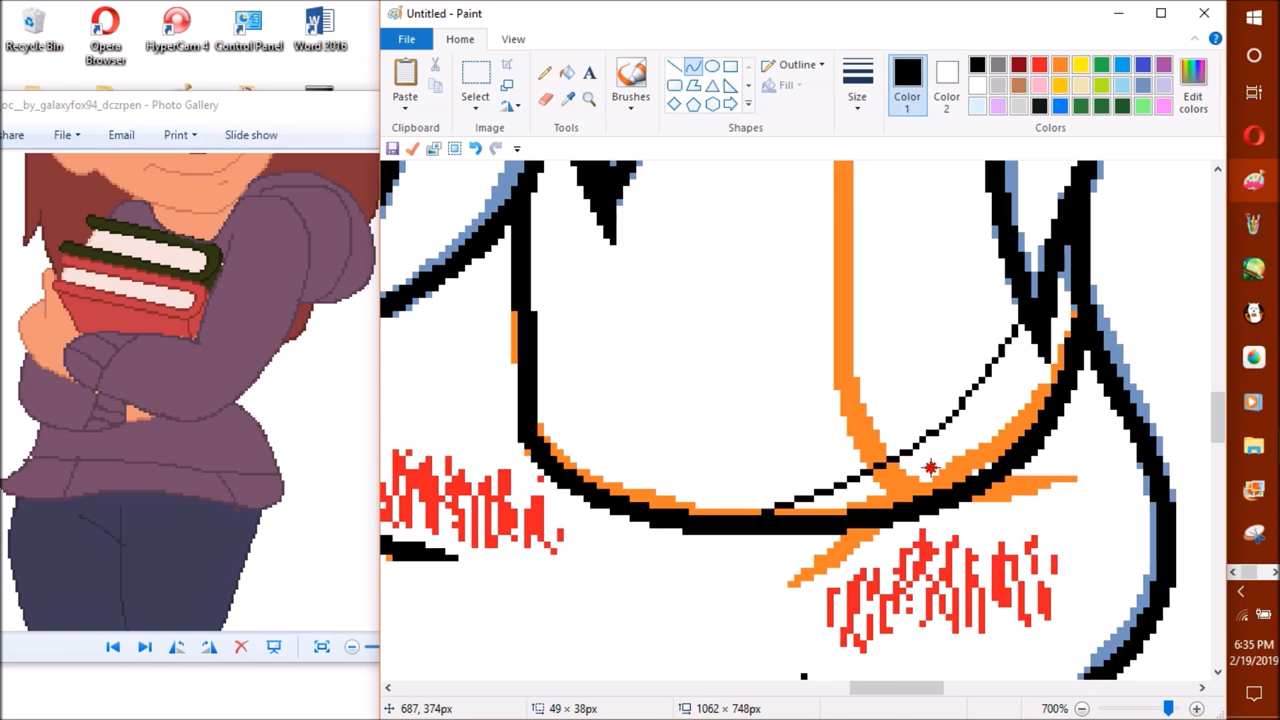 Recycle Bin
Opera Browser
HyperCam 4
Control Panel
Word 2016
oc__by_galaxyfox94_dczrpen - Photo Gallery
share File Email Print Slide show
Untitled - Paint
File Home View
Paste
Select
Brushes
Outline
Fill
Size
Color 1
Color 2
Edit colors
Clipboard Image Tools Shapes Colors
687, 374px
49 × 38px
1062 × 748px
700%
6:35 PM
2/19/2019